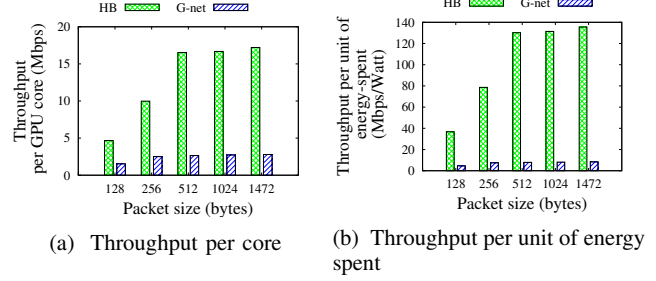 HB G-net
Throughput
per GPU core (Mbps)
20
15
10
5
0
128 256 512 1024 1472
Packet size (bytes)
(a) Throughput per core
HB G-net
Throughput per unit of
energy-spent
(Mbps/Watt)
140
120
100
80
60
40
20
0
128 256 512 1024 1472
Packet size (bytes)
(b) Throughput per unit of energy
spent